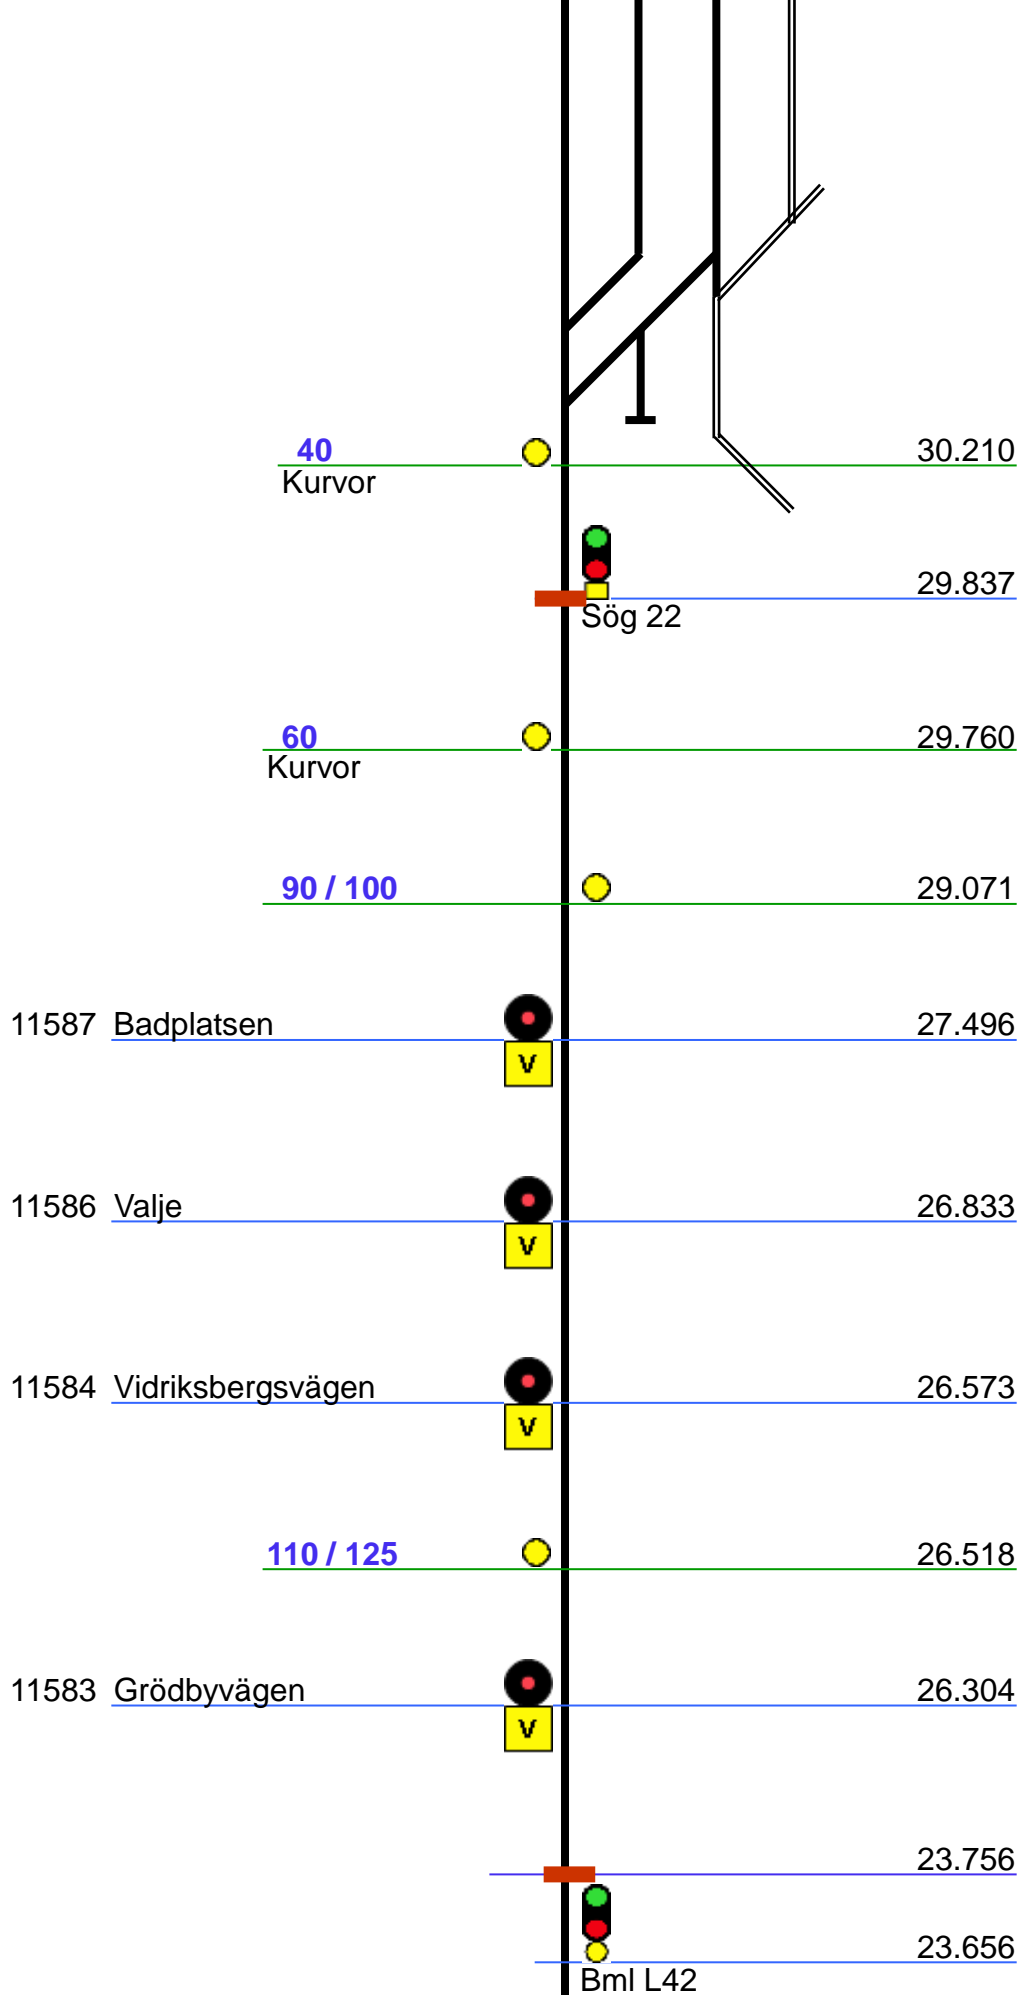 40 30.210
Kurvor
29.837
Sög 22
60 29.760
Kurvor
90 / 100 29.071
11587 Badplatsen 27.496
V
11586 Valje 26.833
V
11584 Vidriksbergsvägen 26.573
V
110 / 125 26.518
11583 Grödbyvägen 26.304
V
23.756
23.656
Bml L42